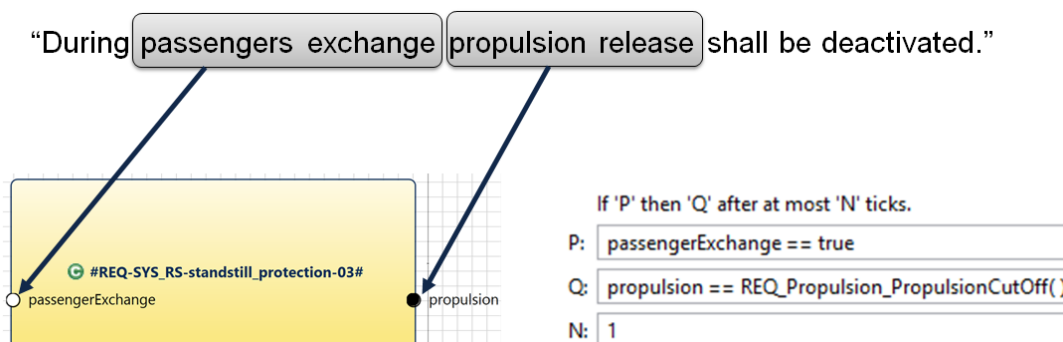 “During passengers exchange propulsion release shall be deactivated.”
#REQ-SYS_RS-standstill_protection-03#
passengerExchange
propulsion
If 'P' then 'Q' after at most 'N' ticks.
P: passengerExchange == true
Q: propulsion == REQ_Propulsion_PropulsionCutOff()
N: 1